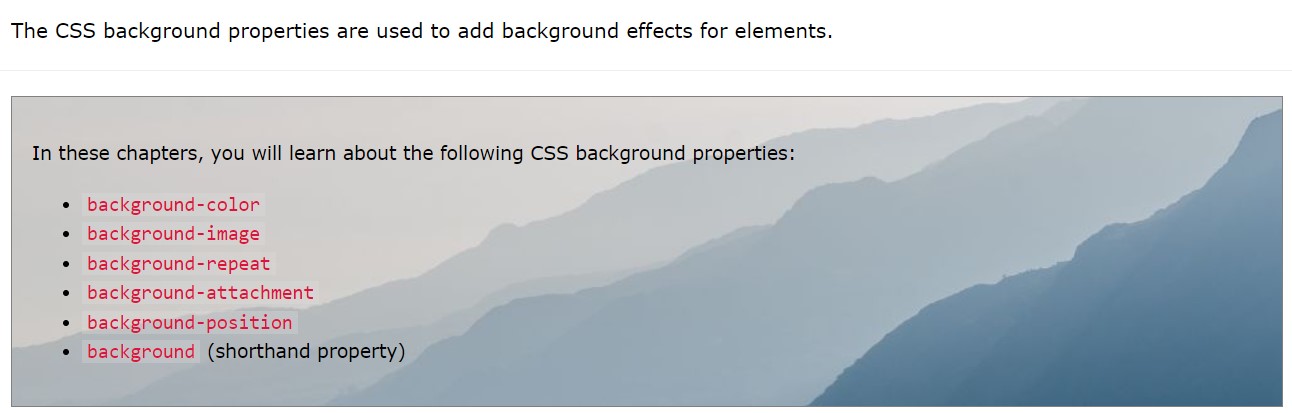 The CSS background properties are used to add background effects for elements.
In these chapters, you will learn about the following CSS background properties:
• background-color
• background-image
• background-repeat
• background-attachment
• background-position
• background (shorthand property)